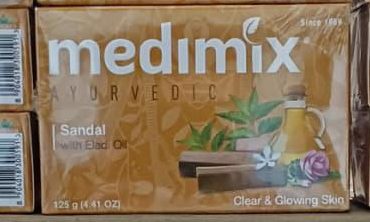 Since 1969
medimix
AYURVEDIC
Sandal
with Eladi Oil
125 g (4.41 OZ)
Clear & Glowing Skin